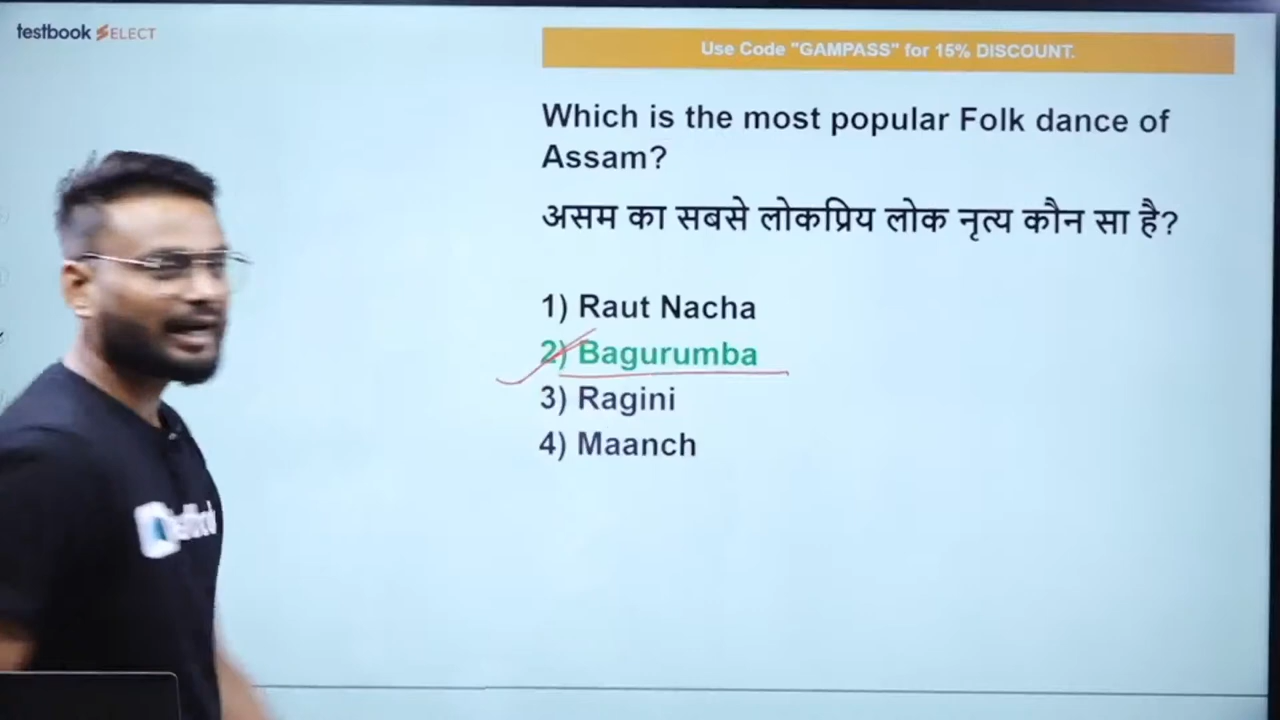 testbook SELECT
Use Code "GAMPASS" for 15% DISCOUNT.
Which is the most popular Folk dance of
Assam?
असम का सबसे लोकप्रिय लोक नृत्य कौन सा है?
1) Raut Nacha
2) Bagurumba
3) Ragini
4) Maanch